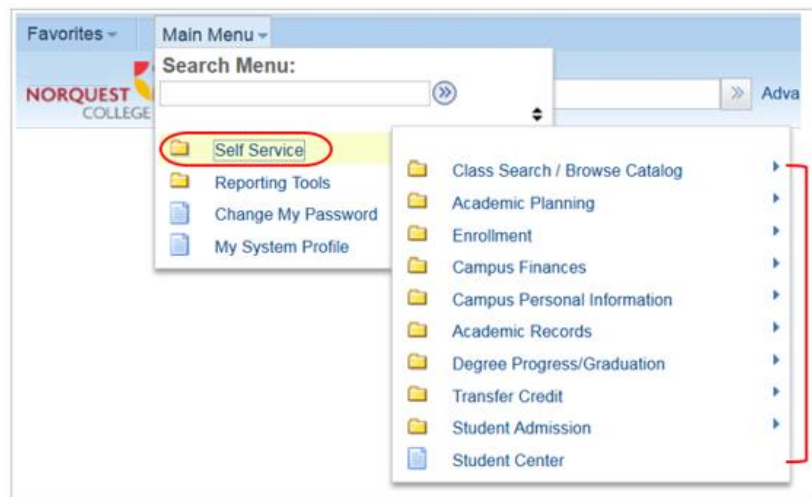 Favorites Main Menu
Search Menu:
NORQUEST
COLLEGE
Adva
Self Service
Reporting Tools
Change My Password
My System Profile
Class Search / Browse Catalog
Academic Planning
Enrollment
Campus Finances
Campus Personal Information
Academic Records
Degree Progress/Graduation
Transfer Credit
Student Admission
Student Center